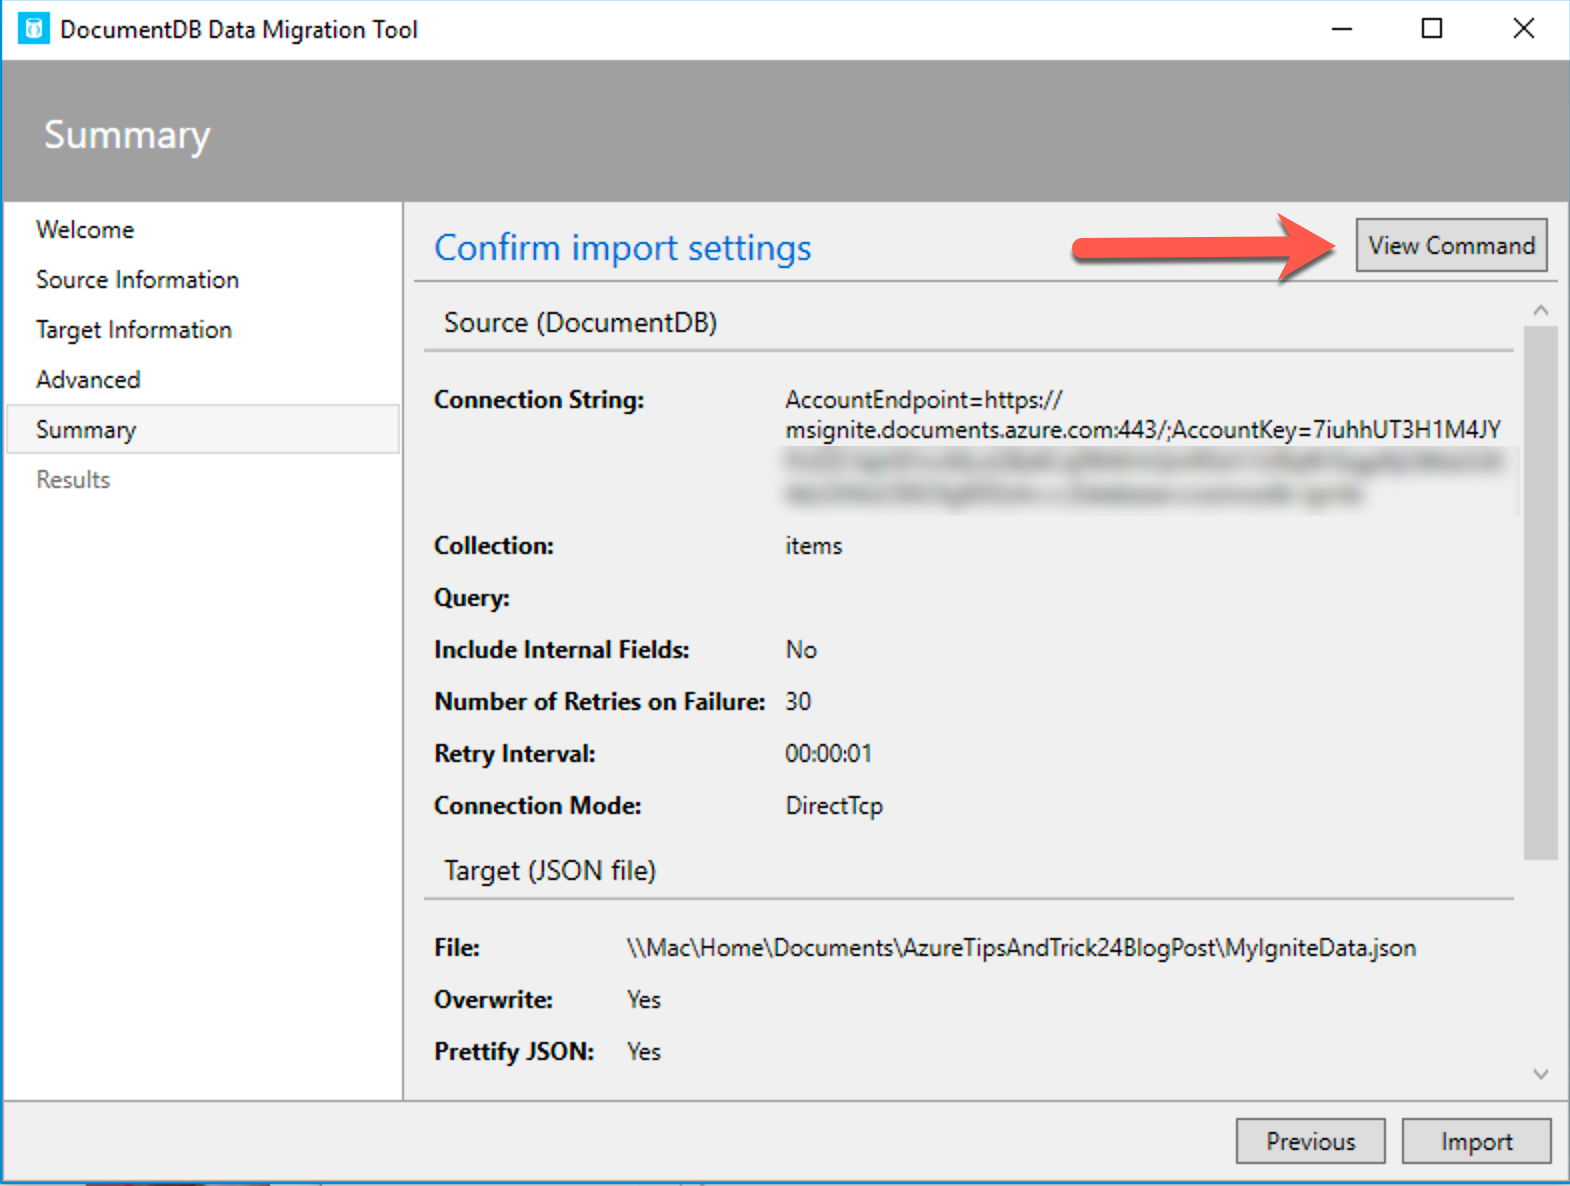 DocumentDB Data Migration Tool
Summary
Welcome
Source Information
Target Information
Advanced
Summary
Results
Confirm import settings
View Command
Source (DocumentDB)
Connection String: AccountEndpoint=https://
msignite.documents.azure.com:443/;AccountKey=7iuhhUT3H1M4JY
Collection: items
Query:
Include Internal Fields: No
Number of Retries on Failure: 30
Retry Interval: 00:00:01
Connection Mode: DirectTcp
Target (JSON file)
File: \\Mac\Home\Documents\AzureTipsAndTrick24BlogPost\MyIgniteData.json
Overwrite: Yes
Prettify JSON: Yes
Previous
Import